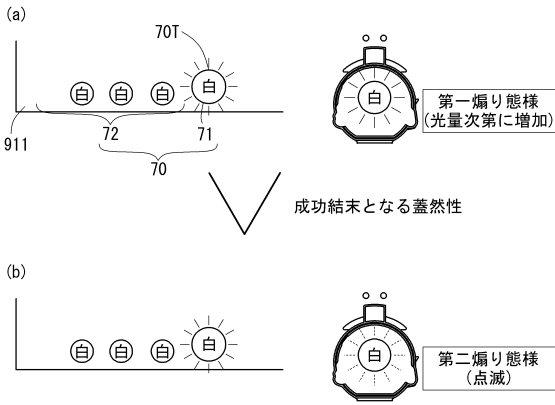 (a)
70T
白 白 白 白
白
第一煽り態様
(光量次第に増加)
911
72
71
70
成功結末となる蓋然性
(b)
白 白 白 白
白
第二煽り態様
(点滅)